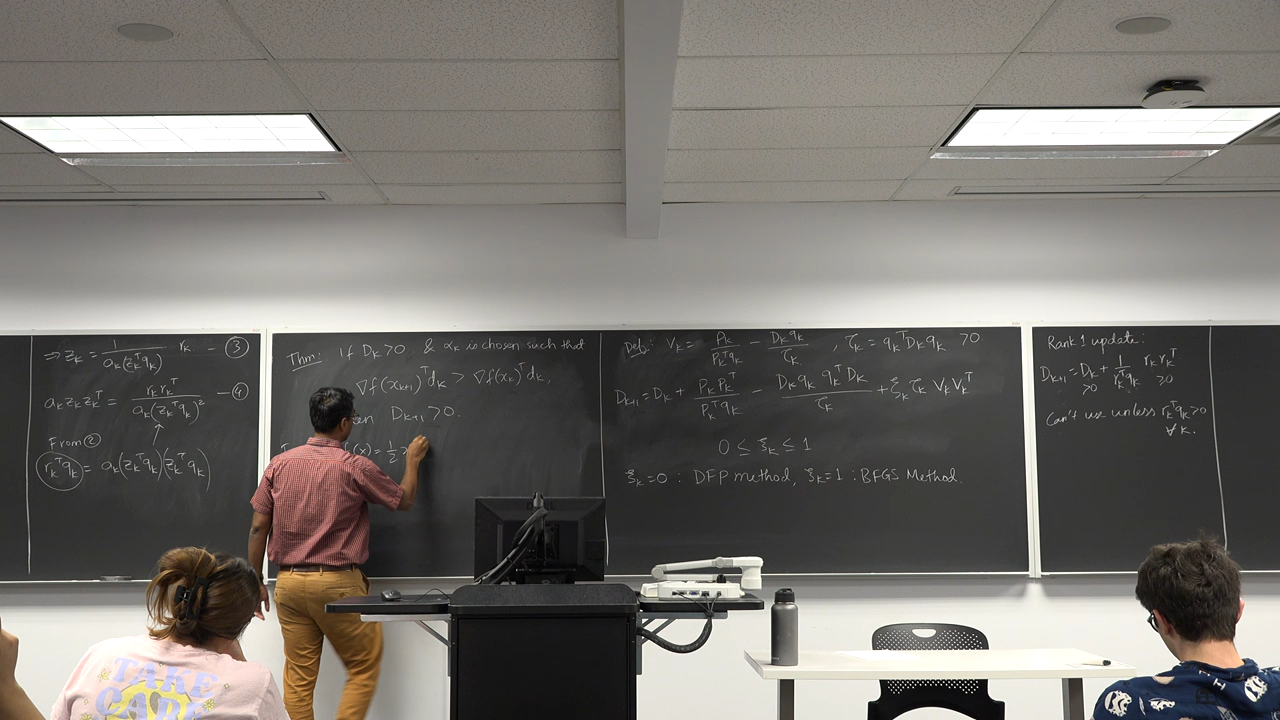 ⇒ z_k = 1/(a_k(z_k^T q_k)) r_k — ③
a_k z_k z_k^T = r_k r_k^T/(a_k(z_k^T q_k)^2) — ④
From ②
r_k^T q_k = a_k(z_k^T q_k)(z_k^T q_k)
Thm: if D_k>0 & α_k is chosen such that
∇f(x_{k+1})^T d_k > ∇f(x_k)^T d_k,
D_{k+1}>0.
(x) = 1/2
Def: V_k = p_k/(p_k^T q_k) - D_k q_k/τ_k , τ_k = q_k^T D_k q_k >0
D_{k+1} = D_k + p_k p_k^T/(p_k^T q_k) - D_k q_k q_k^T D_k/τ_k + ξ_k τ_k V_k V_k^T
0 ≤ ξ_k ≤ 1
ξ_k=0 : DFP method, ξ_k=1 : BFGS Method.
Rank 1 update:
D_{k+1} = D_k + 1/(r_k^T q_k) r_k r_k^T
>0 >0
Can't use unless r_k^T q_k>0
∀ k.
TAKE
CARE